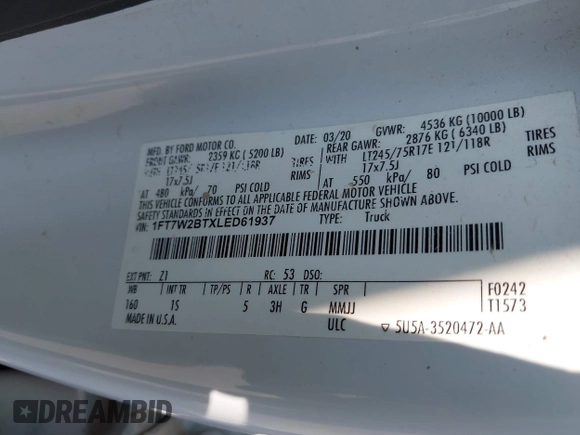 MFD. BY FORD MOTOR CO.
03/20
GVWR: 4536 KG (10000 LB)
FRONT GAWR: 2359 KG (5200 LB)
REAR GAWR: 2876 KG (6340 LB)
WITH LT245/ R17E 121/118R TIRES
WITH LT245/75R17E 121/118R TIRES
17x7.5J RIMS
17x7.5J RIMS
AT 480 kPa/ 70 PSI COLD
AT 550 kPa/ 80 PSI COLD
THIS VEHICLE CONFORMS TO ALL APPLICABLE FEDERAL MOTOR VEHICLE
SAFETY STANDARDS IN EFFECT ON THE DATE OF MANUFACTURE SHOWN ABOVE.
VIN: 1FT7W2BTXLED61937
TYPE: Truck
EXT PNT: Z1 RC: 53 DSO:
WB INT TR TP/PS R AXLE TR SPR
F0242
160 1S 5 3H G MMJJ
T1573
MADE IN U.S.A.
ULC
▽ 5U5A-3520472-AA
DREAMBID